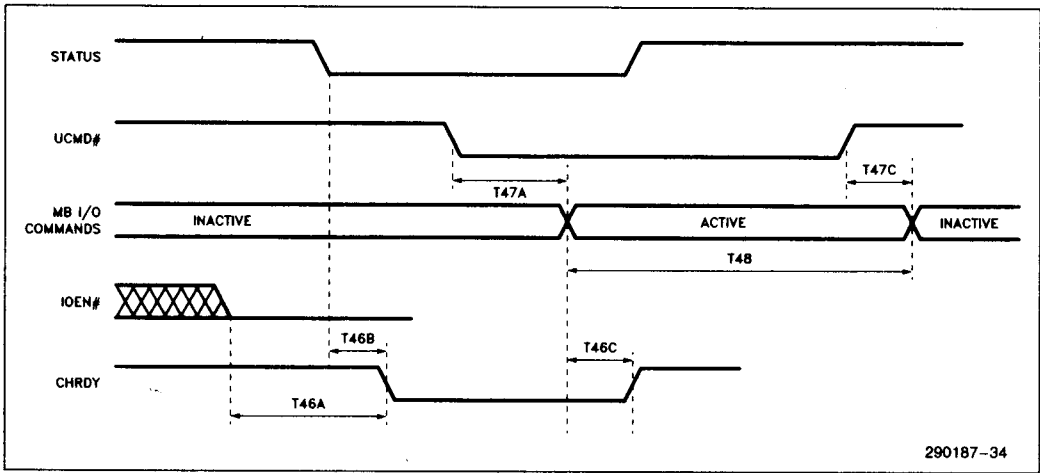 STATUS
UCMD#
T47A
T47C
MB I/O
COMMANDS
INACTIVE
ACTIVE
INACTIVE
T48
IOEN#
T46B
T46C
CHRDY
T46A
290187-34